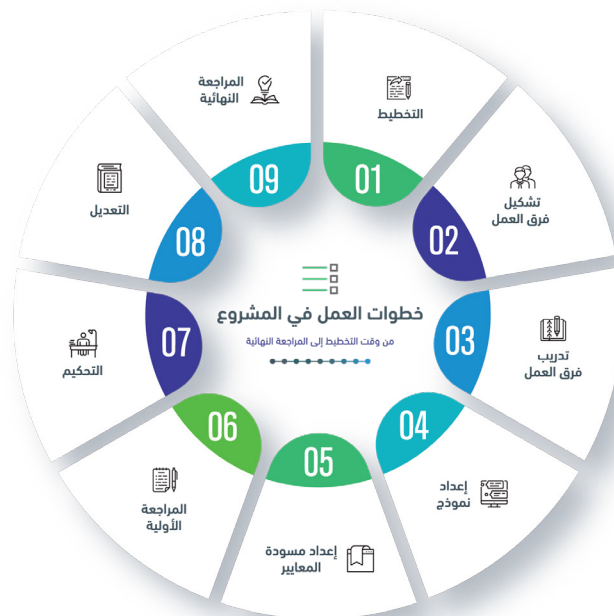 خطوات العمل في المشروع
من وقت التخطيط إلى المراجعة النهائية
01
التخطيط
02
تشكيل
فرق العمل
03
تدريب
فرق العمل
04
إعداد
نموذج
05
إعداد مسودة
المعايير
06
المراجعة
الأولية
07
التحكيم
08
التعديل
09
المراجعة
النهائية